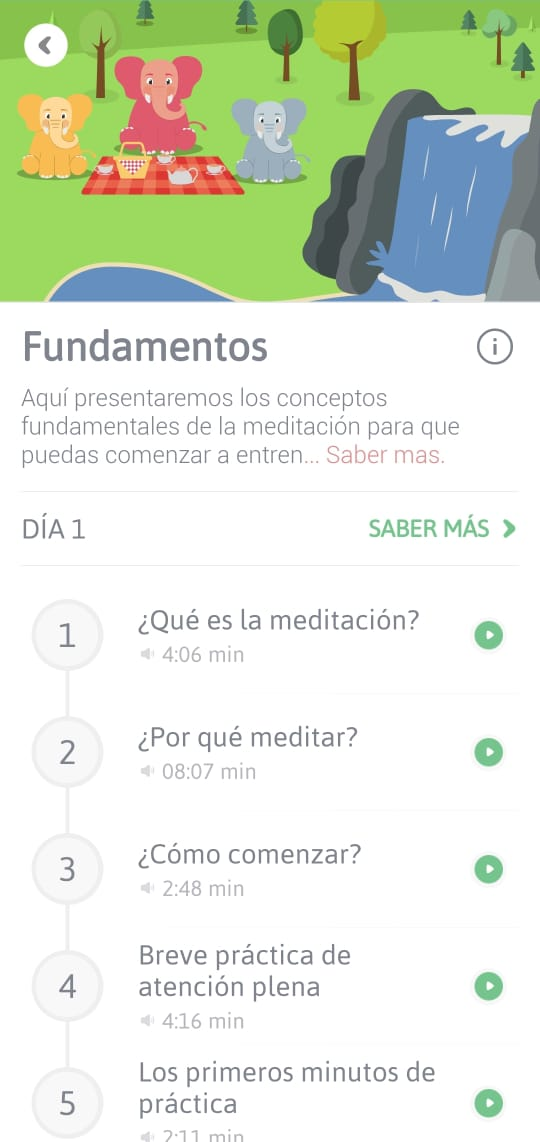 Fundamentos
i
Aquí presentaremos los conceptos
fundamentales de la meditación para que
puedas comenzar a entren... Saber mas.
DÍA 1
SABER MÁS
1
¿Qué es la meditación?
4:06 min
2
¿Por qué meditar?
08:07 min
3
¿Cómo comenzar?
2:48 min
4
Breve práctica de
atención plena
4:16 min
5
Los primeros minutos de
práctica
2:11 min